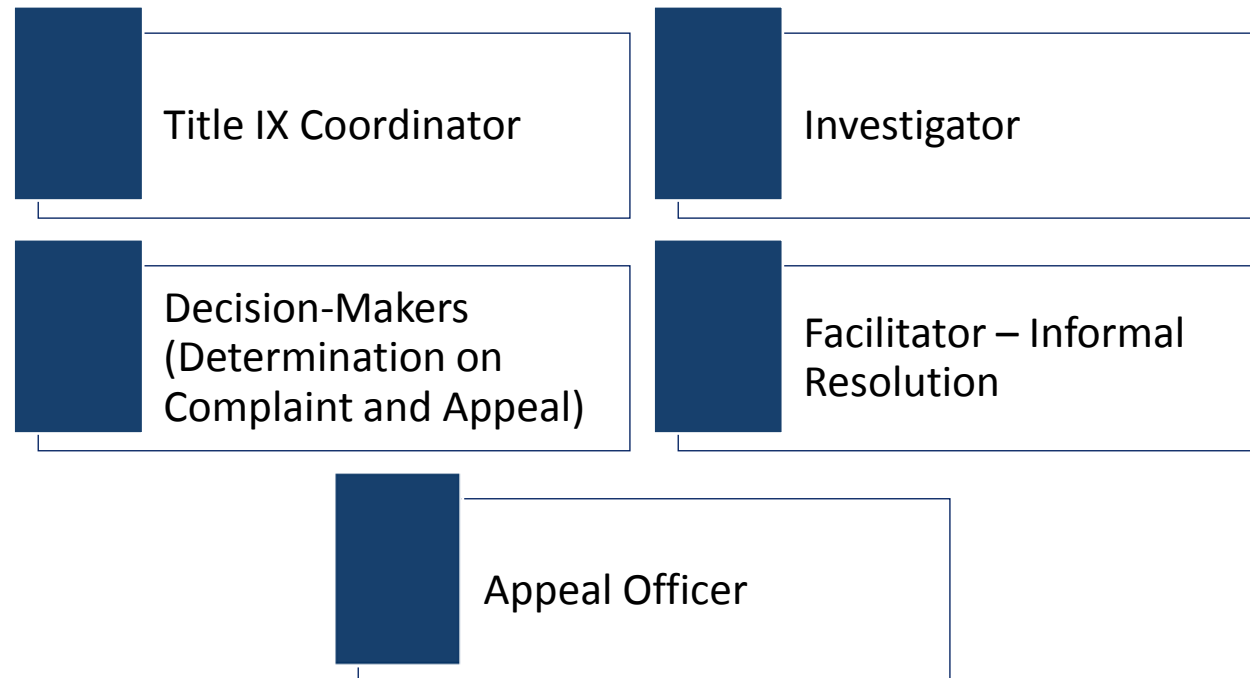 Title IX Coordinator
Investigator
Decision-Makers
(Determination on
Complaint and Appeal)
Facilitator – Informal
Resolution
Appeal Officer